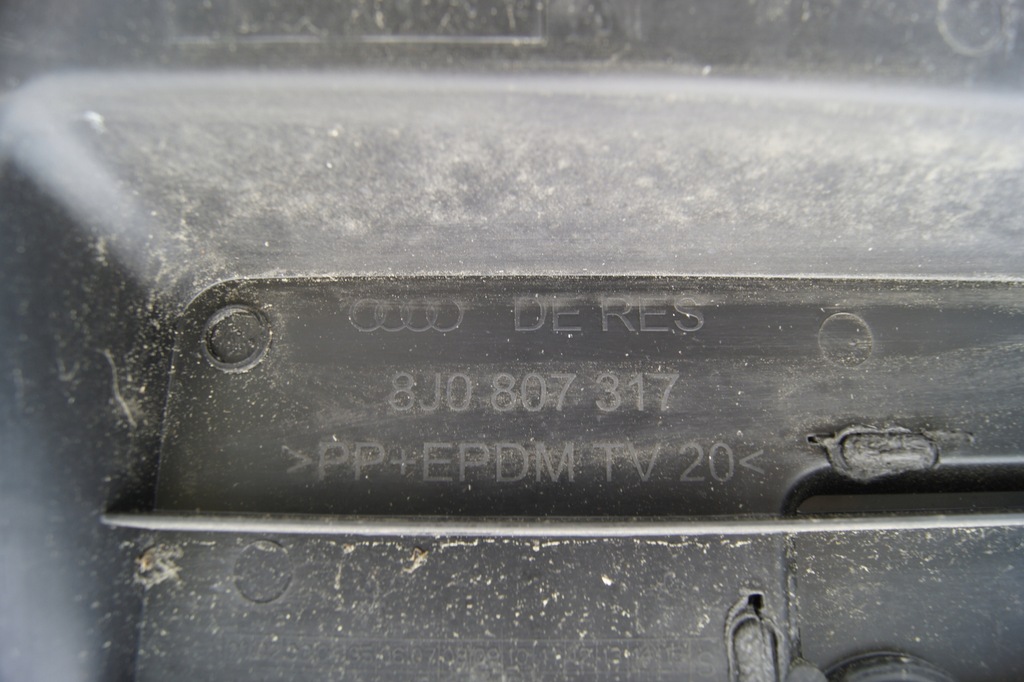 DE RES
8J0 807 317
>PP+EPDM TV 20<